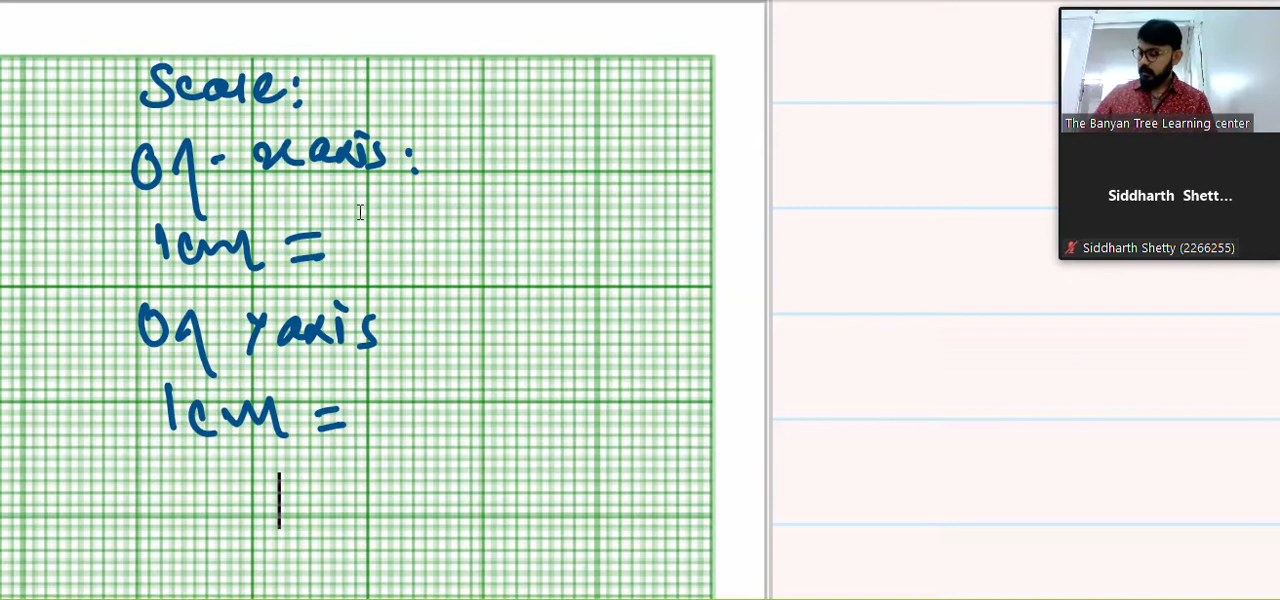 Scale:
On x axis:
1cm =
On y axis
1cm =
The Banyan Tree Learning center
Siddharth Shett...
Siddharth Shetty (2266255)